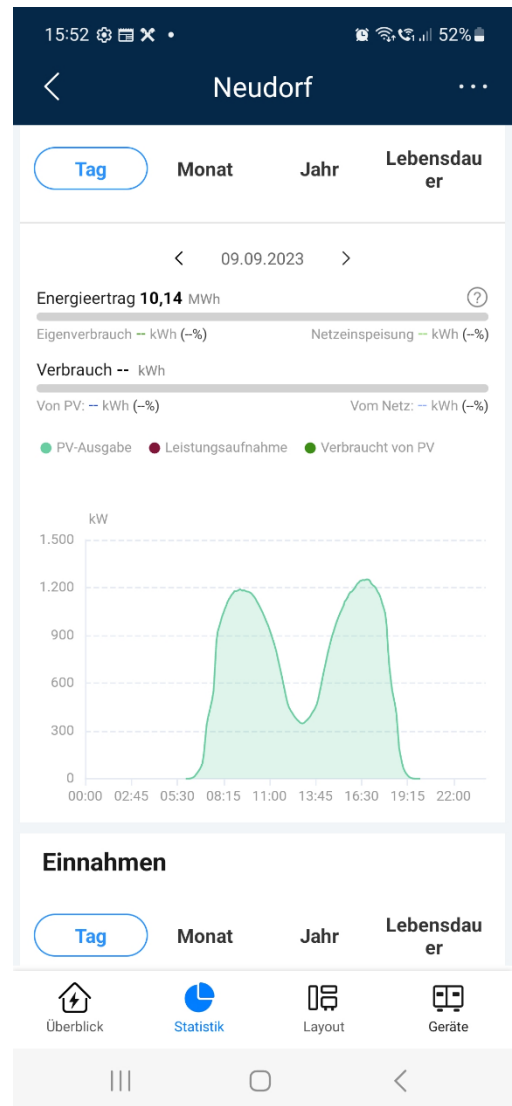 15:52 52%
Neudorf
Tag Monat Jahr Lebensdau
er
09.09.2023
Energieertrag 10,14 MWh ?
Eigenverbrauch -- kWh (--%) Netzeinspeisung -- kWh (--%)
Verbrauch -- kWh
Von PV: -- kWh (--%) Vom Netz: -- kWh (--%)
PV-Ausgabe Leistungsaufnahme Verbraucht von PV
kW
1.500
1.200
900
600
300
0
00:00 02:45 05:30 08:15 11:00 13:45 16:30 19:15 22:00
Einnahmen
Tag Monat Jahr Lebensdau
er
Überblick Statistik Layout Geräte